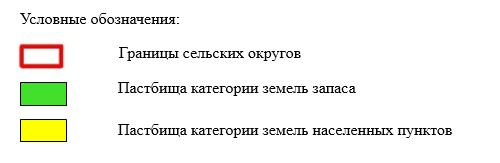 Условные обозначения:
Границы сельских округов
Пастбища категории земель запаса
Пастбища категории земель населенных пунктов